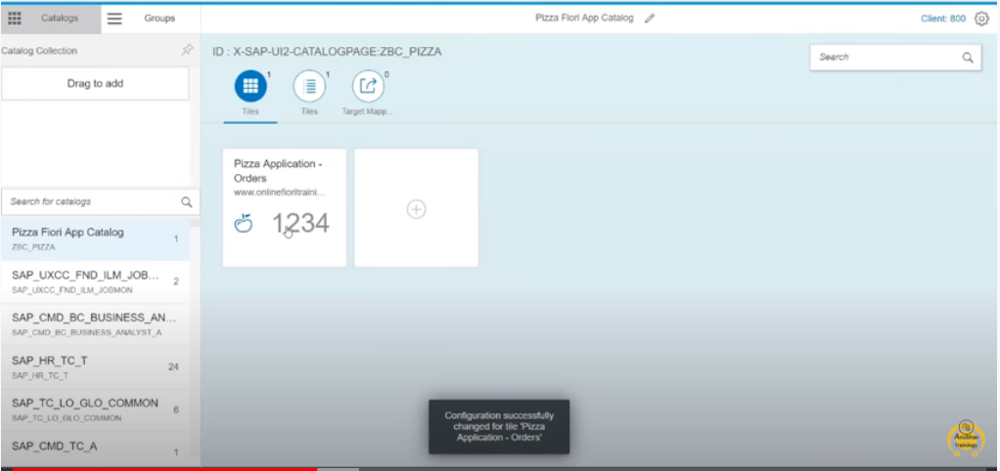 Catalogs
Groups
Pizza Fiori App Catalog
Client: 800
Catalog Collection
Drag to add
Search for catalogs
Pizza Fiori App Catalog
1
ZBC_PIZZA
SAP_UXCC_FND_ILM_JOB...
2
SAP_UXCC_FND_ILM_JOBMON
SAP_CMD_BC_BUSINESS_AN...
SAP_CMD_BC_BUSINESS_ANALYST_A
SAP_HR_TC_T
24
SAP_HR_TC_T
SAP_TC_LO_GLO_COMMON
6
SAP_TC_LO_GLO_COMMON
SAP_CMD_TC_A
1
ID : X-SAP-UI2-CATALOGPAGE:ZBC_PIZZA
Search
1
1
0
Tiles
Tiles
Target Mapp...
Pizza Application -
Orders
www.onlinefioritraini...
1234
Configuration successfully
changed for tile 'Pizza
Application - Orders'
Anubhav
Trainings